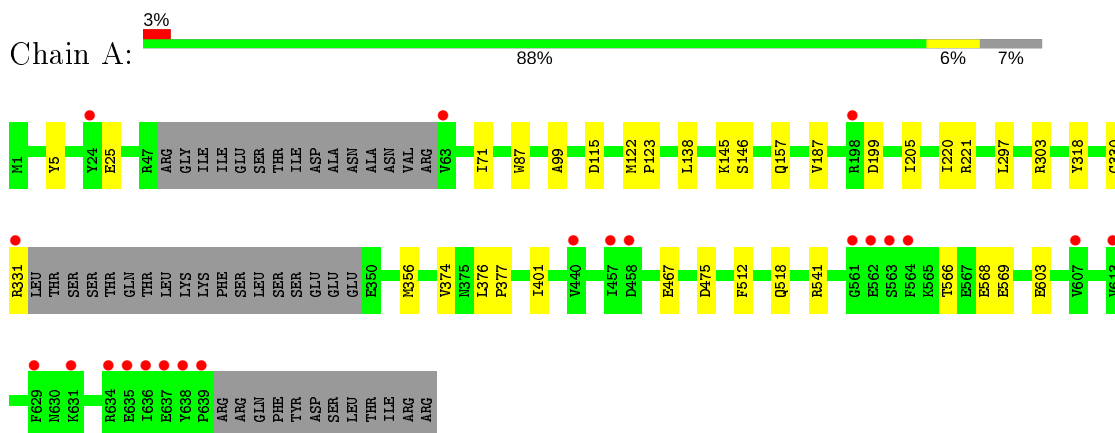 3%
Chain A:
88% 6% 7%
M1 Y5 Y24 E25 R47 ARG GLY ILE ILE GLU SER THR ILE ASP ALA ASN ALA ASN VAL ARG V63 I71 W87 A99 D115 M122 P123 L138 K145 S146 Q157 V187 R198 D199 I205 I220 R221 L297 R303 Y318
R331 LEU THR SER SER THR GLN THR LEU LYS LYS PHE SER LEU SER SER GLU GLU GLU E350 M356 V374 N375 L376 P377 I401 V440 I457 D458 E467 D475 F512 Q518 R541 G561 E562 S563 F564 K565 T566 E567 E568 E569 E603 V607
F629 N630 K631 R634 E635 I636 E637 Y638 P639 ARG ARG GLN PHE TYR ASP SER LEU THR ILE ARG ARG